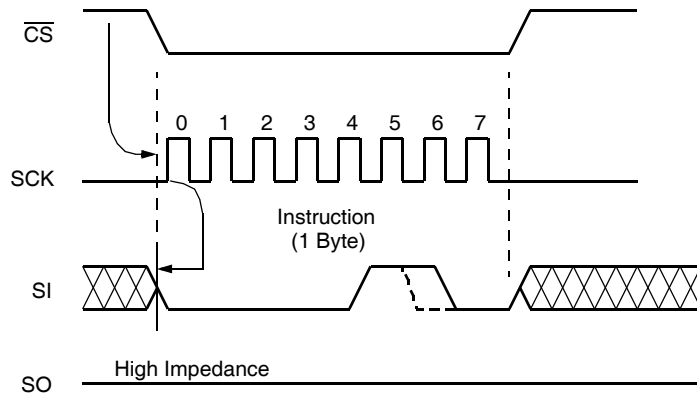 CS
0 1 2 3 4 5 6 7
SCK
Instruction
(1 Byte)
SI
High Impedance
SO